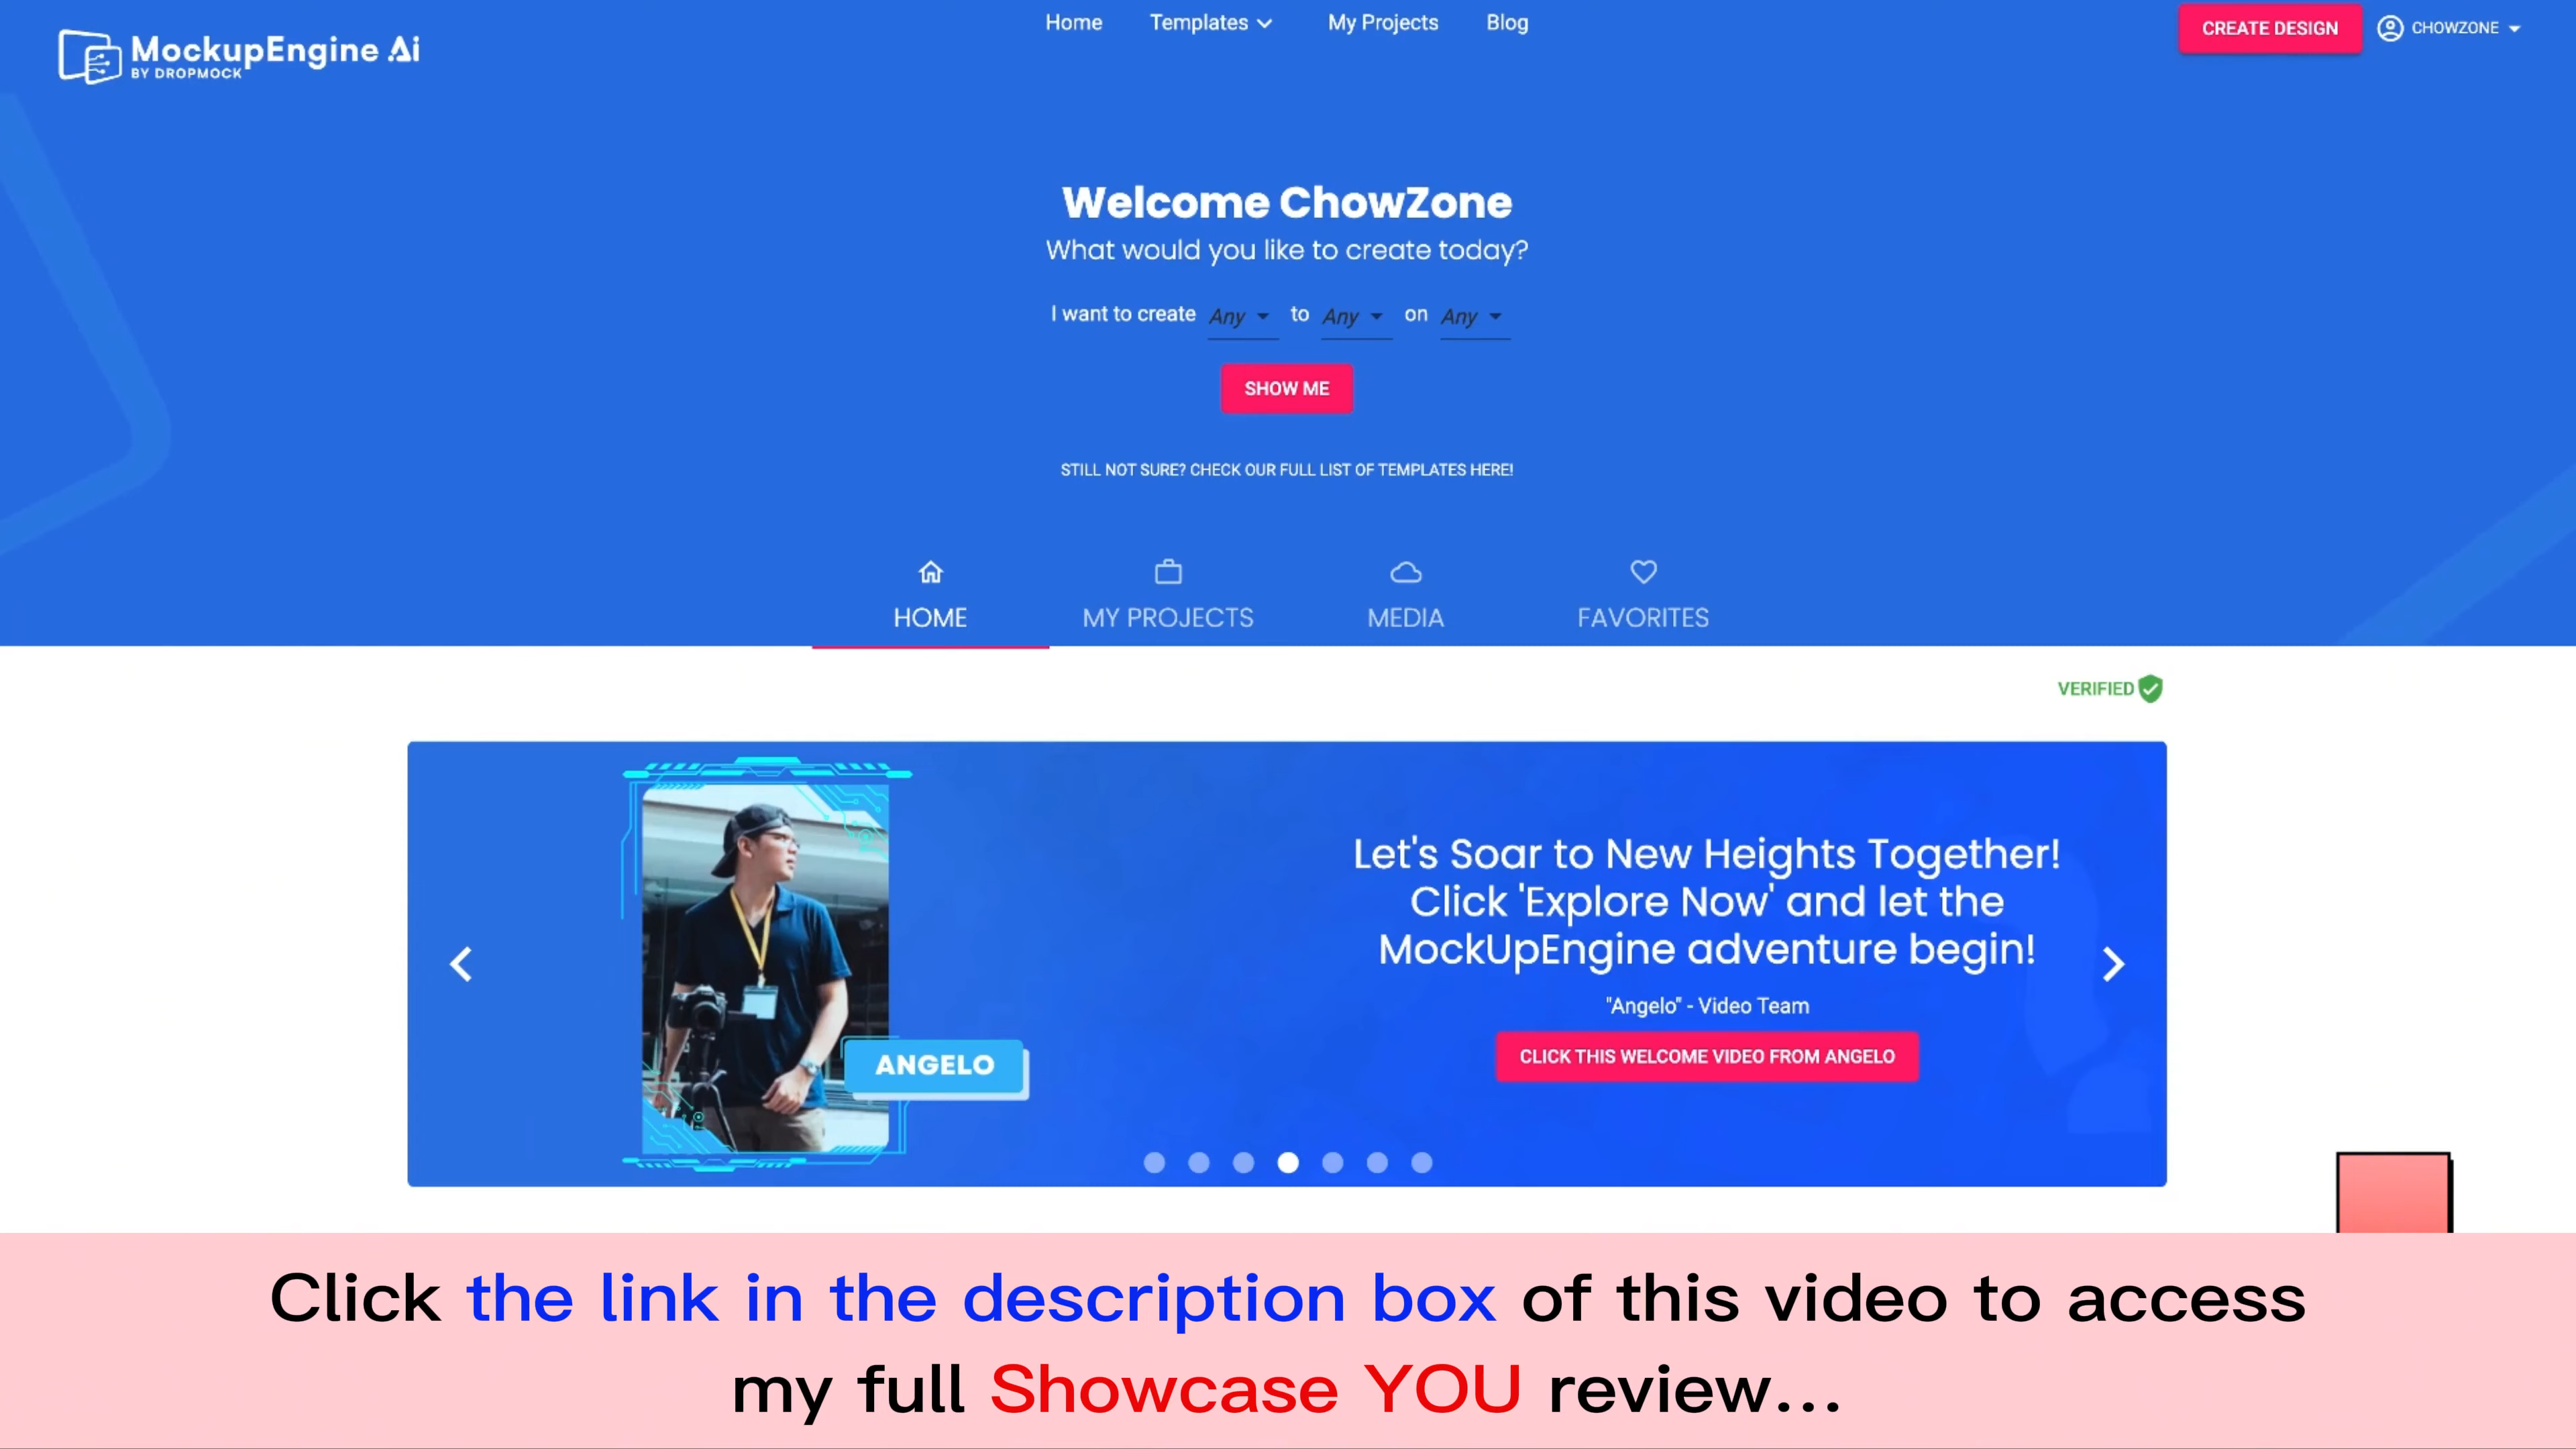 Home Templates My Projects Blog
CREATE DESIGN CHOWZONE
MockupEngine Ai
BY DROPMOCK
Welcome ChowZone
What would you like to create today?
I want to create Any to Any on Any
SHOW ME
STILL NOT SURE? CHECK OUR FULL LIST OF TEMPLATES HERE!
HOME MY PROJECTS MEDIA FAVORITES
VERIFIED
Let's Soar to New Heights Together!
Click 'Explore Now' and let the
MockUpEngine adventure begin!
"Angelo" - Video Team
CLICK THIS WELCOME VIDEO FROM ANGELO
ANGELO
Click the link in the description box of this video to access
my full Showcase YOU review...